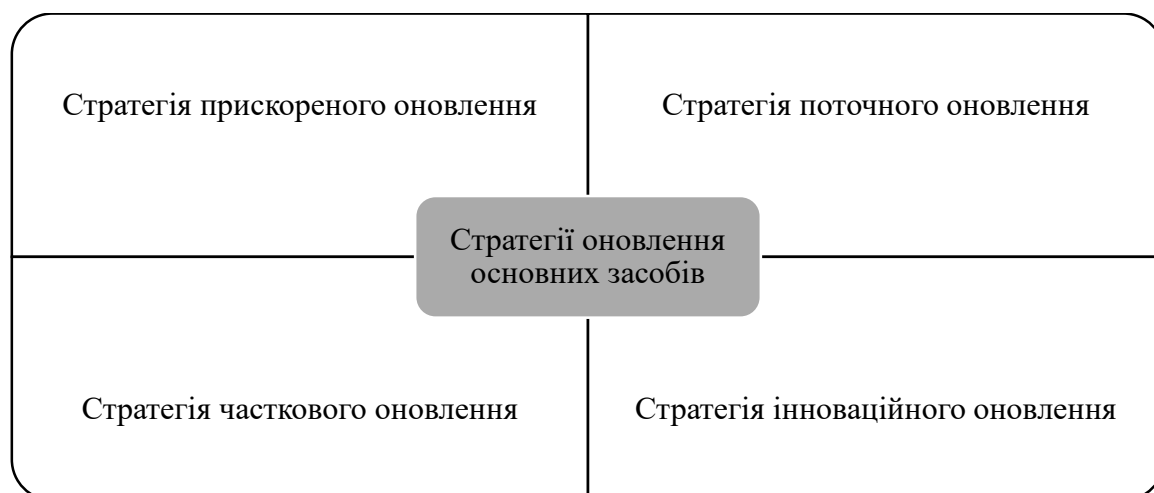 Стратегія прискореного оновлення
Стратегія поточного оновлення
Стратегії оновлення
основних засобів
Стратегія часткового оновлення
Стратегія інноваційного оновлення